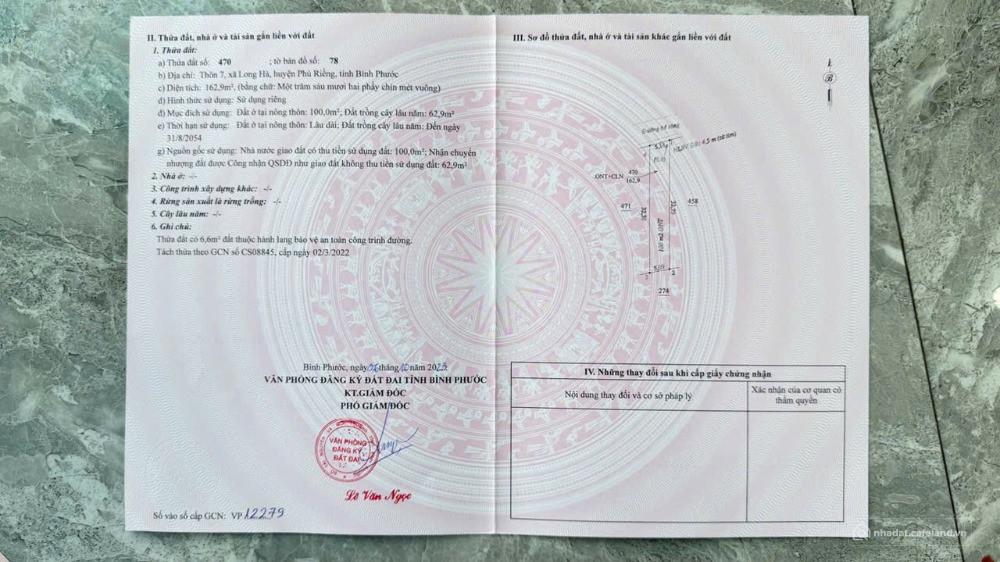 II. Thửa đất, nhà ở và tài sản gắn liền với đất
1. Thửa đất:
a) Thửa đất số: 470 ; tờ bản đồ số: 78
b) Địa chỉ: Thôn 7, xã Long Hà, huyện Phú Riềng, tỉnh Bình Phước
c) Diện tích: 162,9m², (bằng chữ: Một trăm sáu mươi hai phẩy chín mét vuông)
d) Hình thức sử dụng: Sử dụng riêng
đ) Mục đích sử dụng: Đất ở tại nông thôn: 100,0m²; Đất trồng cây lâu năm: 62,9m²
e) Thời hạn sử dụng: Đất ở tại nông thôn: Lâu dài; Đất trồng cây lâu năm: Đến ngày
31/8/2054
g) Nguồn gốc sử dụng: Nhà nước giao đất có thu tiền sử dụng đất: 100,0m²; Nhận chuyển
nhượng đất được Công nhận QSDĐ như giao đất không thu tiền sử dụng đất: 62,9m²
2. Nhà ở: -/-
3. Công trình xây dựng khác: -/-
4. Rừng sản xuất là rừng trồng: -/-
5. Cây lâu năm: -/-
6. Ghi chú:
Thửa đất có 6,6m² đất thuộc hành lang bảo vệ an toàn công trình đường.
Tách thửa theo GCN số CS08845, cấp ngày 02/3/2022
Bình Phước, ngày tháng 10 năm
VĂN PHÒNG ĐĂNG KÝ ĐẤT ĐAI TỈNH BÌNH PHƯỚC
KT.GIÁM ĐỐC
PHÓ GIÁM ĐỐC
VĂN PHÒNG
ĐĂNG KÝ
ĐẤT ĐAI
Lê Văn Ngọc
Số vào sổ cấp GCN: VP 12279
III. Sơ đồ thửa đất, nhà ở và tài sản khác gắn liền với đất
B
Đường bê tông
ONT+CLN
470
162,9
471
458
5,00
1
2
274
IV. Những thay đổi sau khi cấp giấy chứng nhận
Nội dung thay đổi và cơ sở pháp lý
Xác nhận của cơ quan có
thẩm quyền
nhadat.cafeland.vn